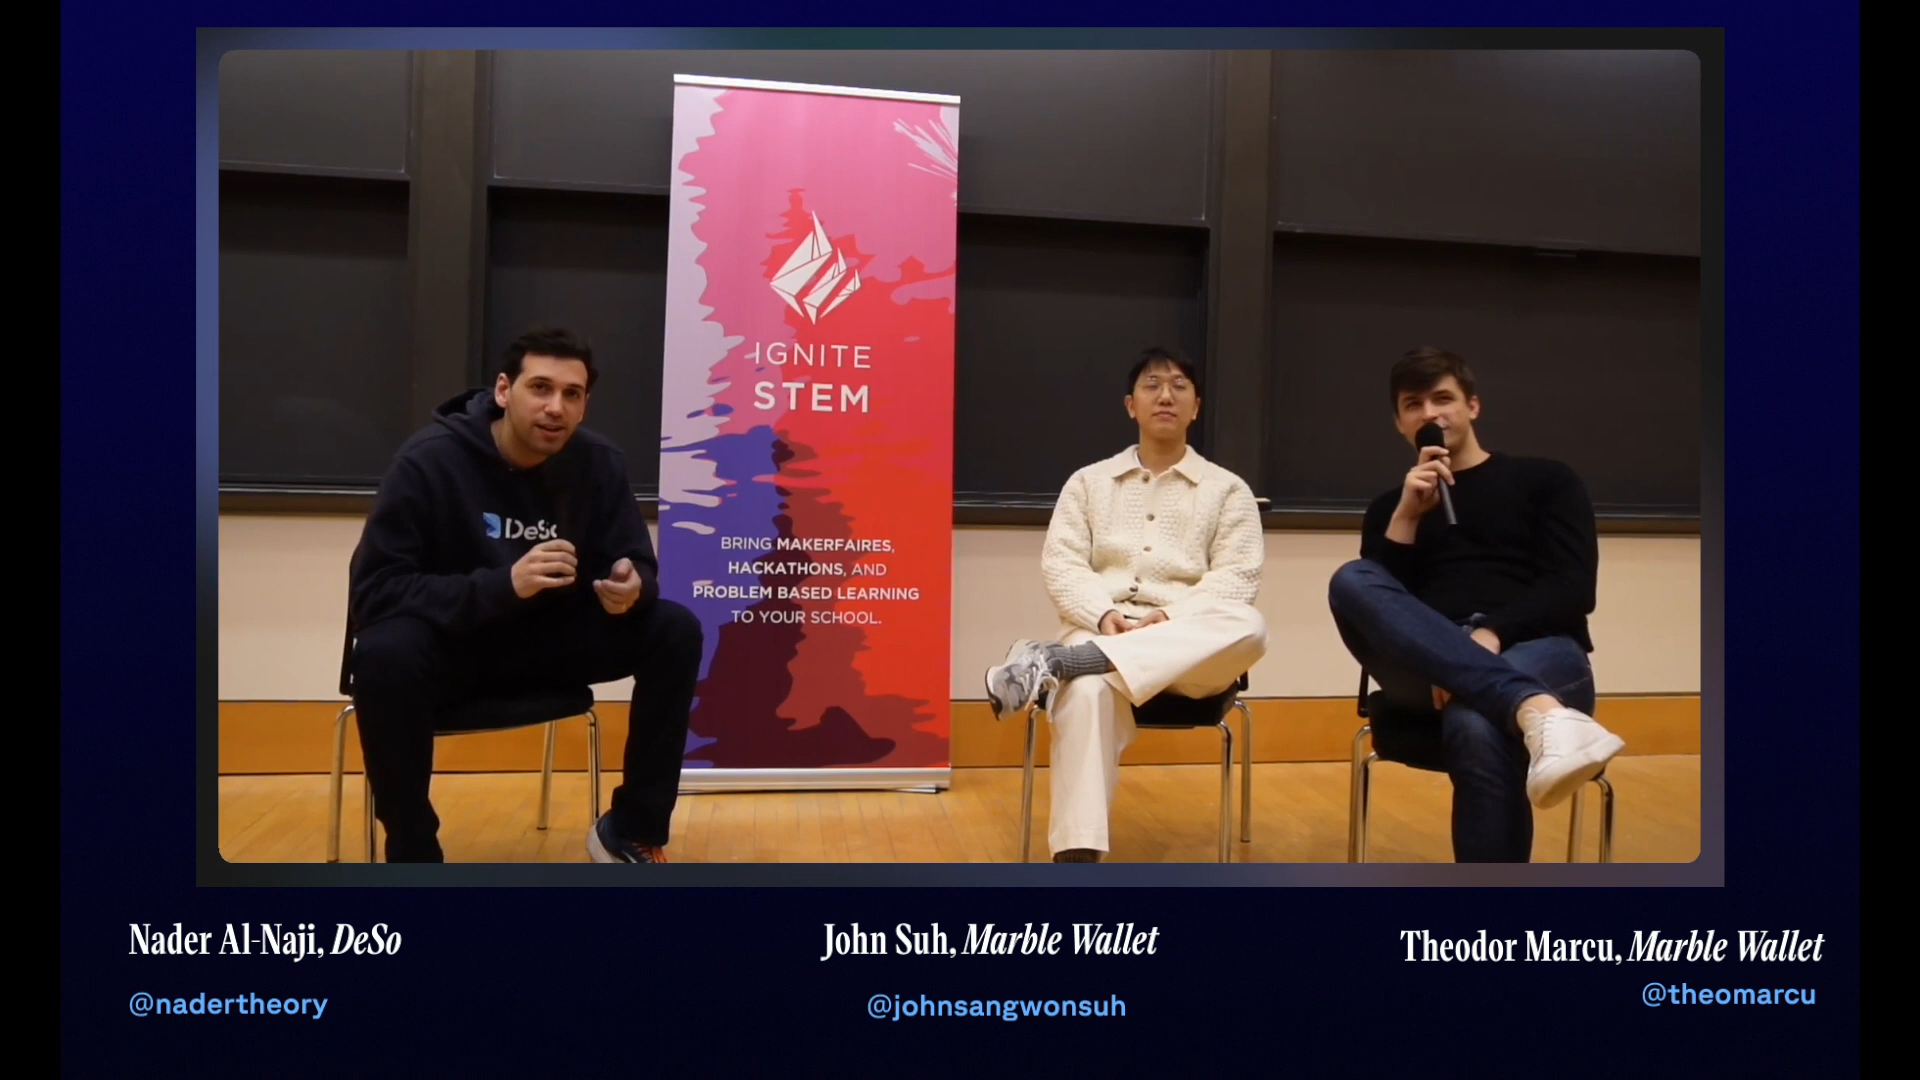 IGNITE
STEM
DeSo
BRING MAKERFAIRES,
HACKATHONS, AND
PROBLEM BASED LEARNING
TO YOUR SCHOOL.
Nader Al-Naji, DeSo
John Suh, Marble Wallet
Theodor Marcu, Marble Wallet
@nadertheory
@johnsangwonsuh
@theomarcu